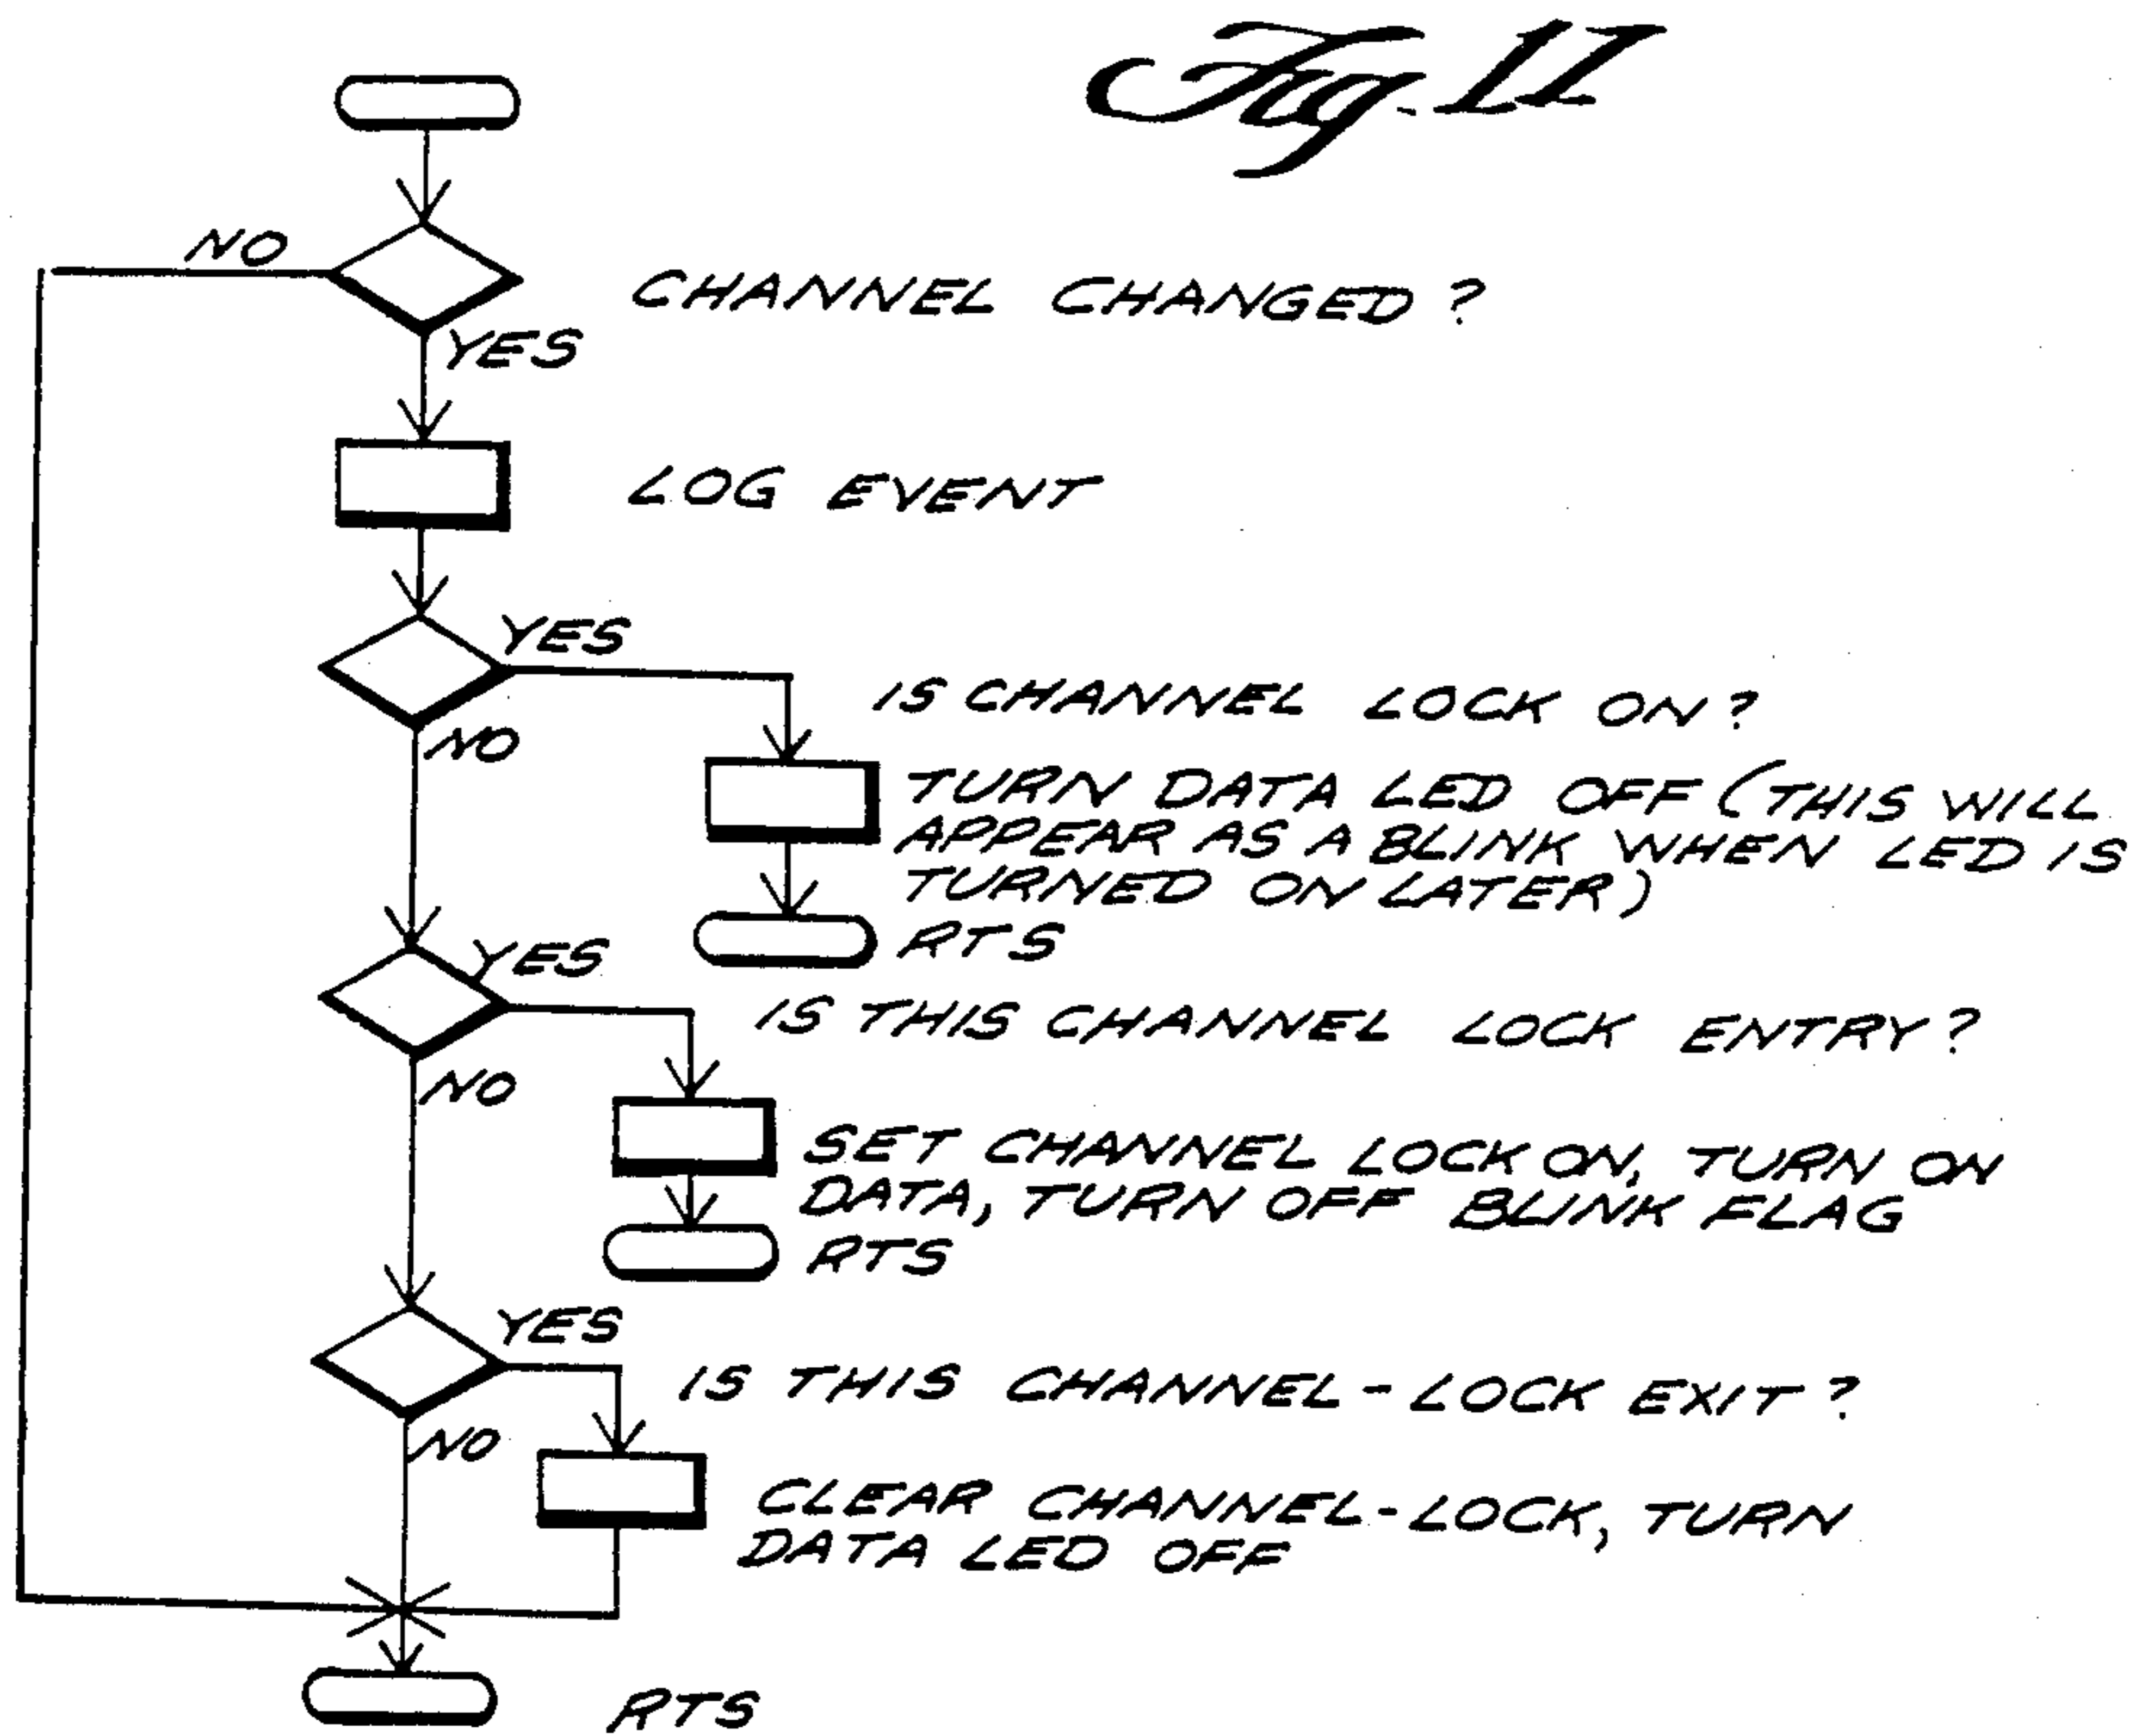 Fig-11
NO
CHANNEL CHANGED?
YES
LOG EVENT
YES
IS CHANNEL LOCK ON?
NO
TURN DATA LED OFF (THIS WILL
APPEAR AS A BLINK WHEN LED IS
TURNED ON LATER)
RTS
YES
IS THIS CHANNEL LOCK ENTRY?
NO
SET CHANNEL LOCK ON, TURN ON
DATA, TURN OFF BLINK FLAG
RTS
YES
IS THIS CHANNEL-LOCK EXIT?
NO
CLEAR CHANNEL-LOCK, TURN
DATA LED OFF
RTS